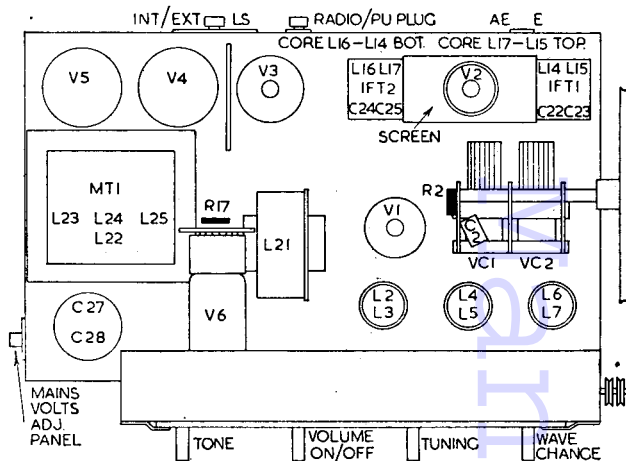 INT/EXT LS RADIO/PU PLUG AE E
CORE L16-L14 BOT. CORE L17-L15 TOP.
V5 V4 V3 L16 L17 V2 L14 L15
IFT2 IFT1
C24C25 C22C23
SCREEN
MT1 R17 R2
L23 L24 L25 L21 V1 C2
L22
VC1 VC2
C27 V6 L2 L4 L6
C28 L3 L5 L7
MAINS
VOLTS
ADJ.
PANEL
TONE VOLUME TUNING WAVE
ON/OFF CHANGE